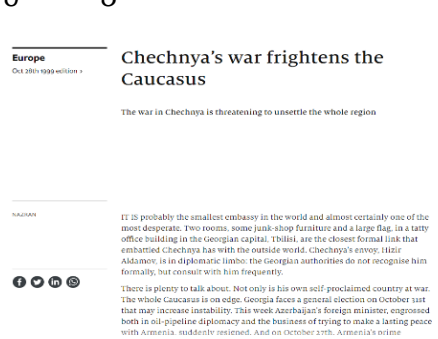 Europe
Oct 28th 1999 edition >
Chechnya's war frightens the
Caucasus
The war in Chechnya is threatening to unsettle the whole region
NAZRAN
IT IS probably the smallest embassy in the world and almost certainly one of the
most desperate. Two rooms, some junk-shop furniture and a large flag, in a tatty
office building in the Georgian capital, Tbilisi, are the closest formal link that
embattled Chechnya has with the outside world. Chechnya's envoy, Hizir
Aldamov, is in diplomatic limbo: the Georgian authorities do not recognise him
formally, but consult with him frequently.
There is plenty to talk about. Not only is his own self-proclaimed country at war.
The whole Caucasus is on edge. Georgia faces a general election on October 31st
that may increase instability. This week Azerbaijan's foreign minister, engrossed
both in oil-pipeline diplomacy and the business of trying to make a lasting peace
with Armenia, suddenly resigned. And on October 27th, Armenia's prime